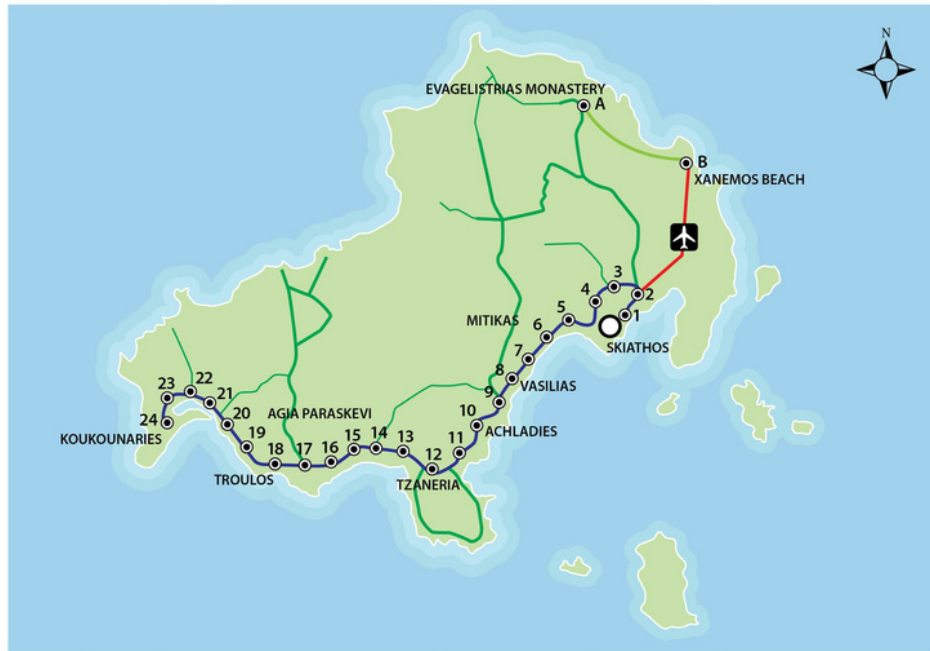 N
EVAGELISTRIAS MONASTERY
A
B
XANEMOS BEACH
3
2
4
1
5
MITIKAS
6
SKIATHOS
7
8
VASILIAS
9
22
23
21
10
AGIA PARASKEVI
24
20
ACHLADIES
KOUKOUNARIES
19
15
14
13
11
18
17
16
12
TROULOS
TZANERIA